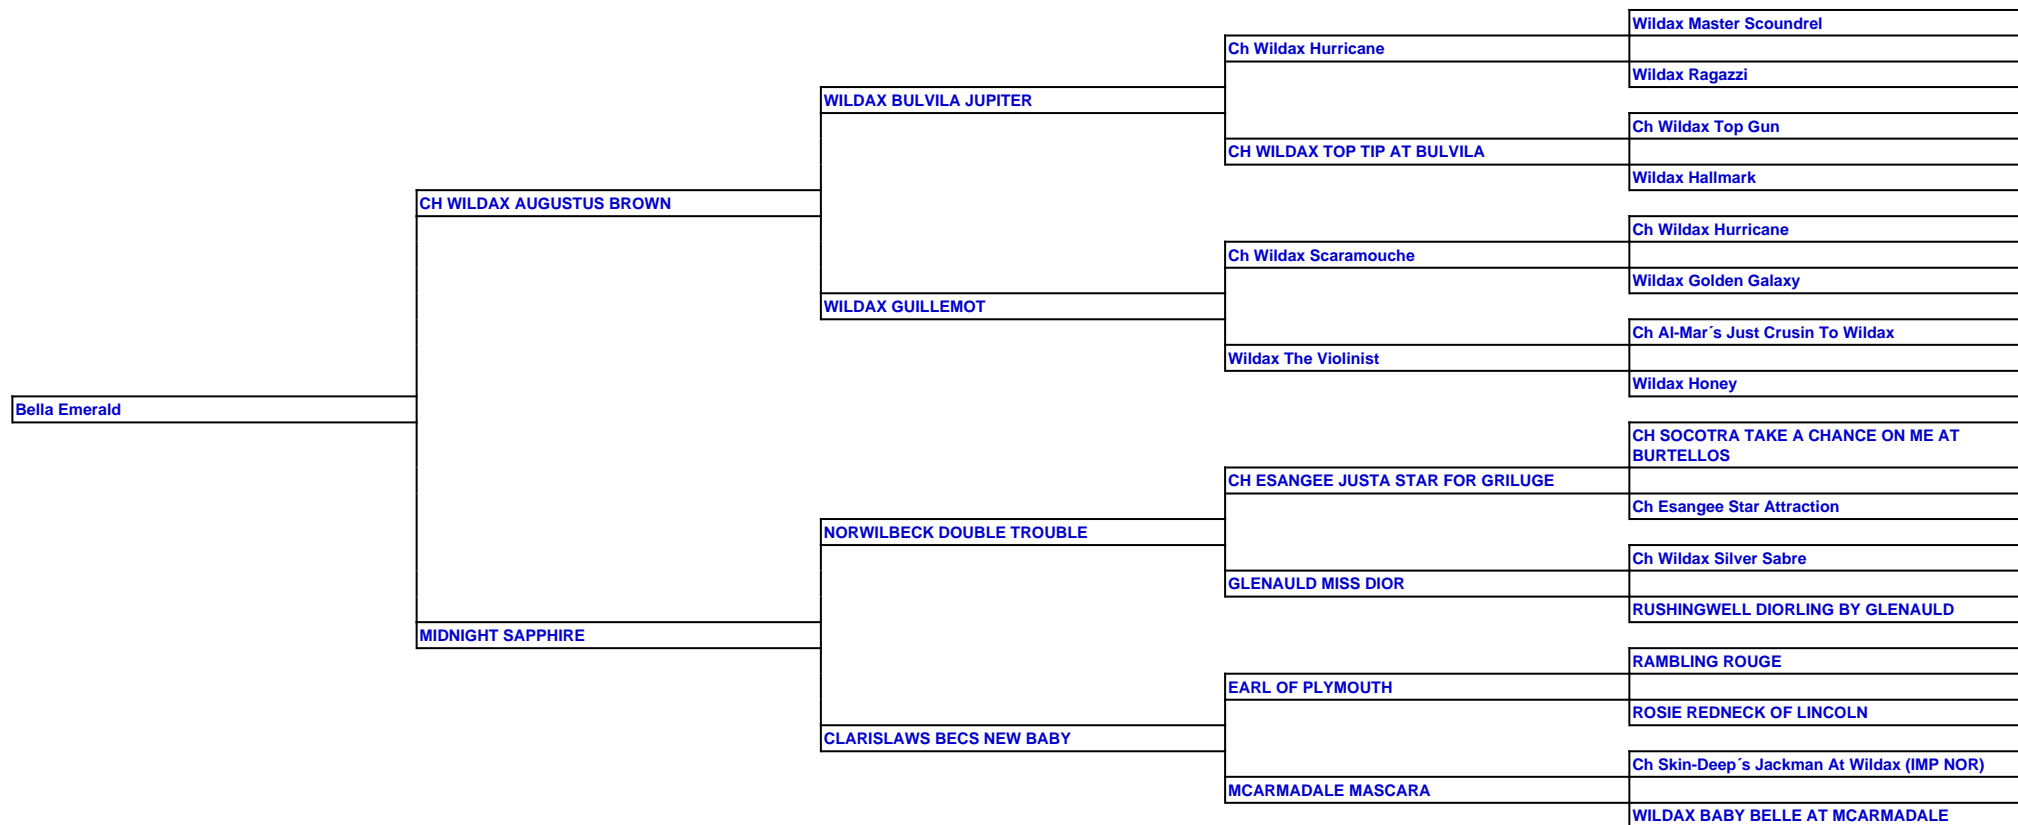 Wildax Master Scoundrel
Ch Wildax Hurricane
Wildax Ragazzi
WILDAX BULVILA JUPITER
Ch Wildax Top Gun
CH WILDAX TOP TIP AT BULVILA
Wildax Hallmark
CH WILDAX AUGUSTUS BROWN
Ch Wildax Hurricane
Ch Wildax Scaramouche
Wildax Golden Galaxy
WILDAX GUILLEMOT
Ch Al-Mar´s Just Crusin To Wildax
Wildax The Violinist
Wildax Honey
Bella Emerald
CH SOCOTRA TAKE A CHANCE ON ME AT
BURTELLOS
CH ESANGEE JUSTA STAR FOR GRILUGE
Ch Esangee Star Attraction
NORWILBECK DOUBLE TROUBLE
Ch Wildax Silver Sabre
GLENAULD MISS DIOR
RUSHINGWELL DIORLING BY GLENAULD
MIDNIGHT SAPPHIRE
RAMBLING ROUGE
EARL OF PLYMOUTH
ROSIE REDNECK OF LINCOLN
CLARISLAWS BECS NEW BABY
Ch Skin-Deep´s Jackman At Wildax (IMP NOR)
MCARMADALE MASCARA
WILDAX BABY BELLE AT MCARMADALE